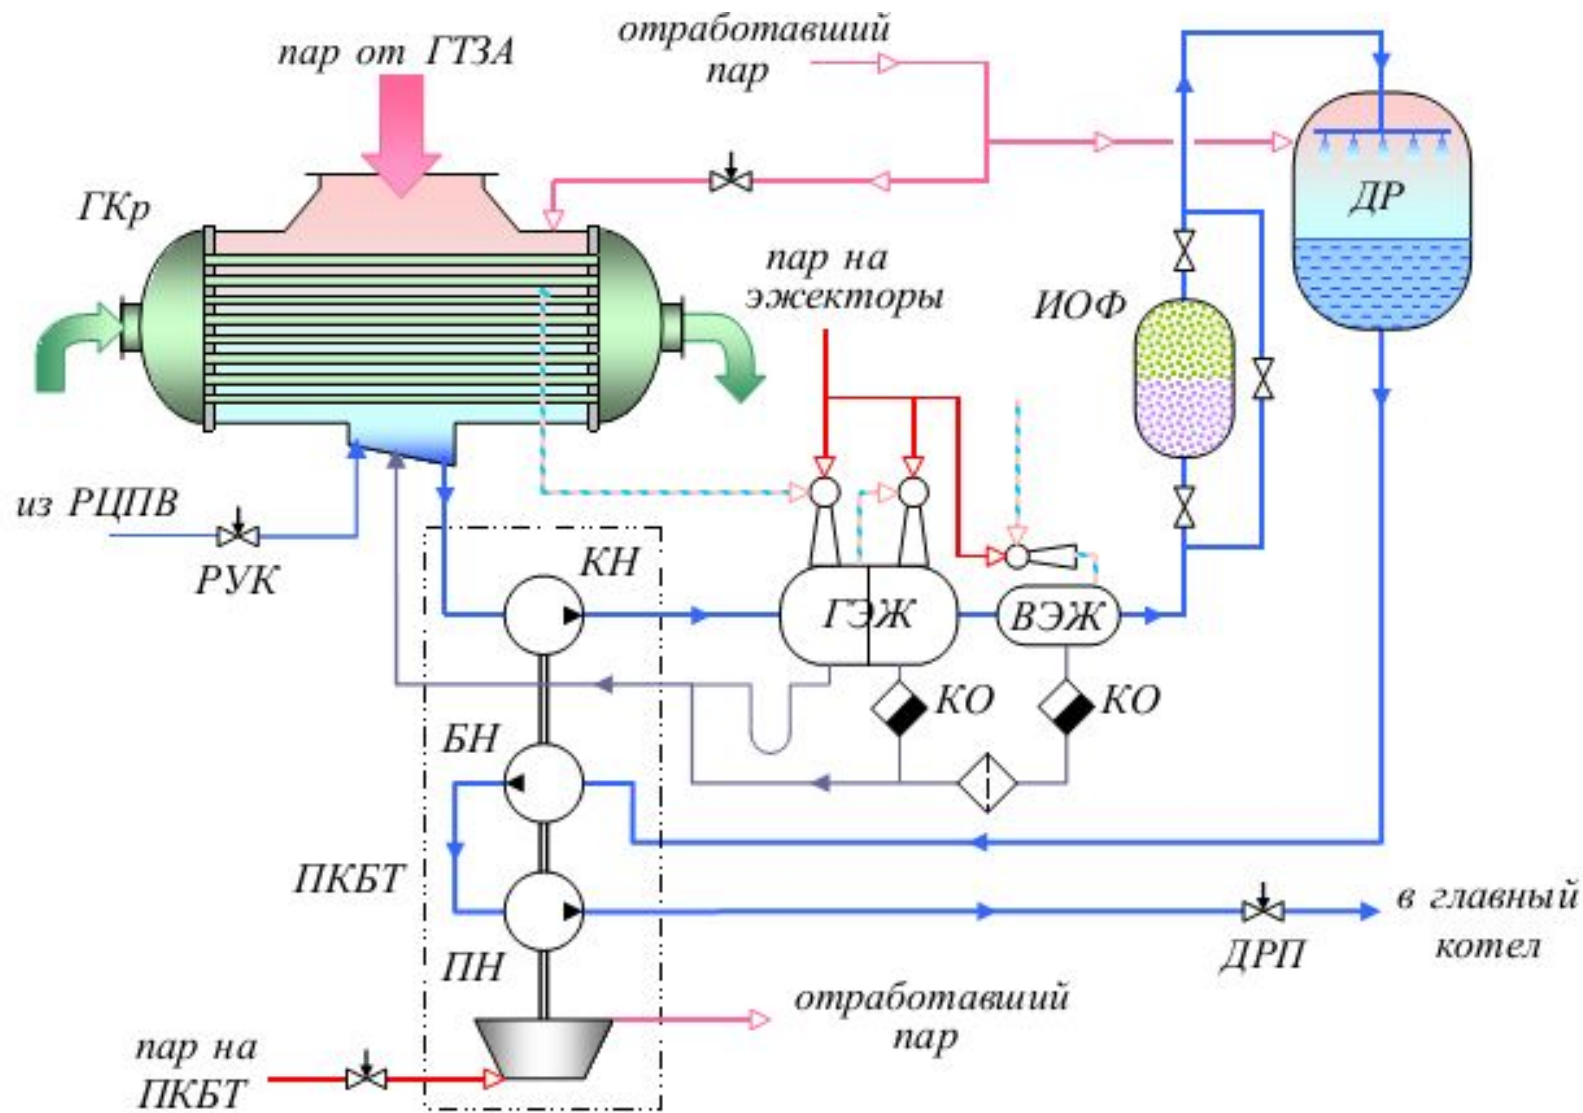 отработавший
пар
пар от ГТЗА
ГКр
ДР
пар на
эжекторы
ИОФ
из РЦПВ
РУК
КН
ГЭЖ
ВЭЖ
КО
КО
БН
ПКБТ
в главный
котел
ДРП
ПН
отработавший
пар
пар на
ПКБТ